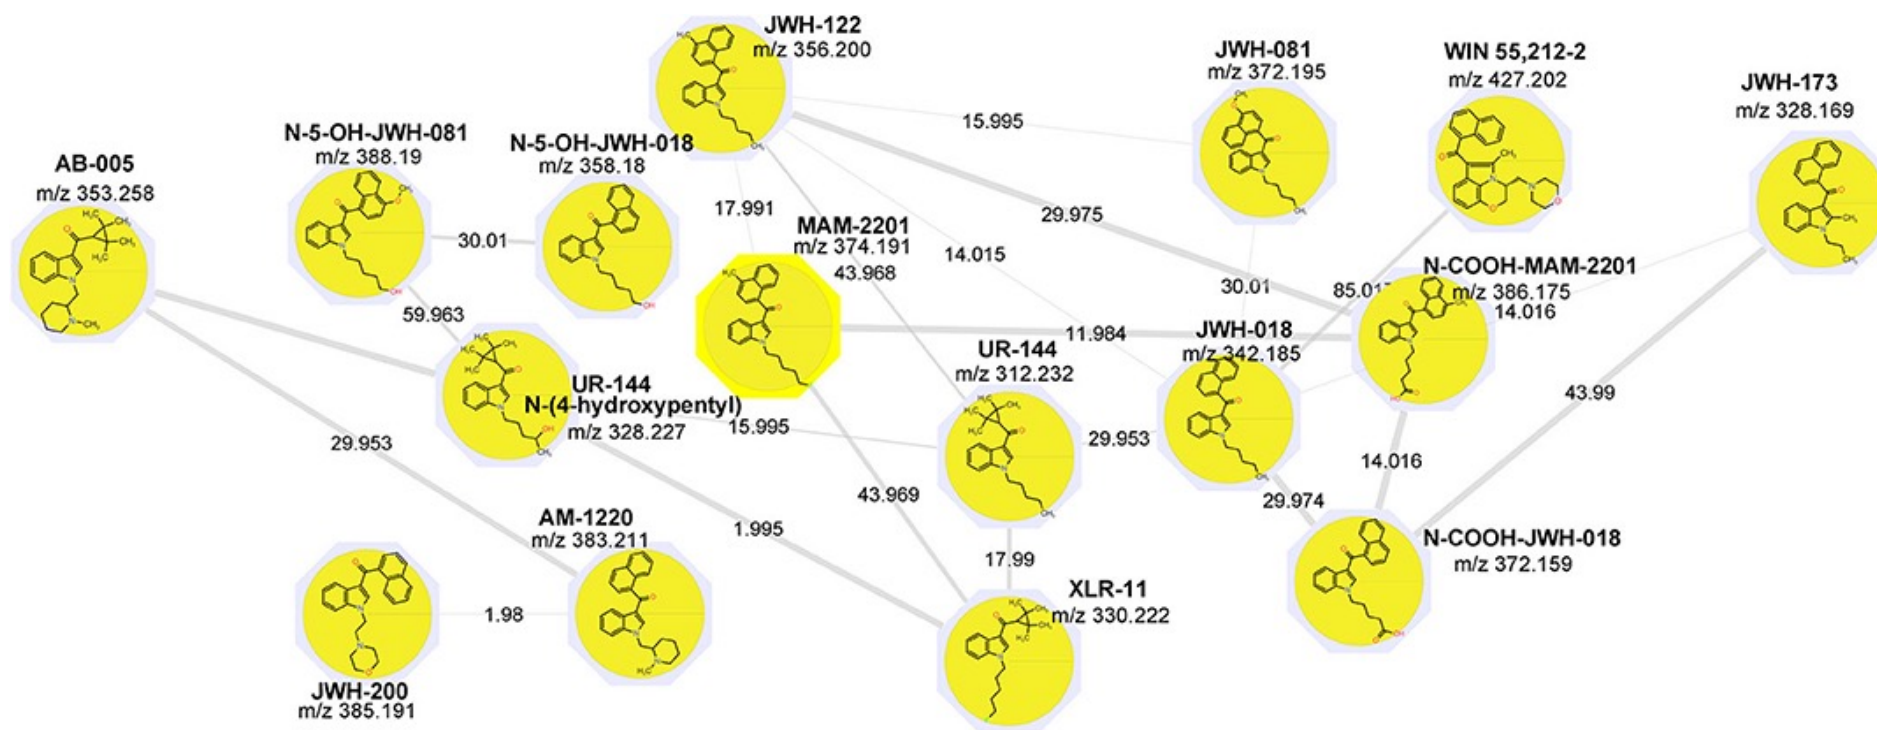 JWH-122
m/z 356.200
JWH-081
m/z 372.195
WIN 55,212-2
m/z 427.202
JWH-173
m/z 328.169
N-5-OH-JWH-081
m/z 388.19
N-5-OH-JWH-018
m/z 358.18
AB-005
m/z 353.258
15.995
30.01
17.991
MAM-2201
m/z 374.191
43.968
29.975
14.015
30.01
N-COOH-MAM-2201
m/z 386.175
14.016
59.963
11.984
JWH-018
m/z 342.185
UR-144
m/z 312.232
UR-144
N-(4-hydroxypentyl)
m/z 328.227
15.995
29.953
43.99
29.953
14.016
43.969
29.974
1.995
AM-1220
m/z 383.211
17.99
N-COOH-JWH-018
m/z 372.159
XLR-11
m/z 330.222
1.98
JWH-200
m/z 385.191